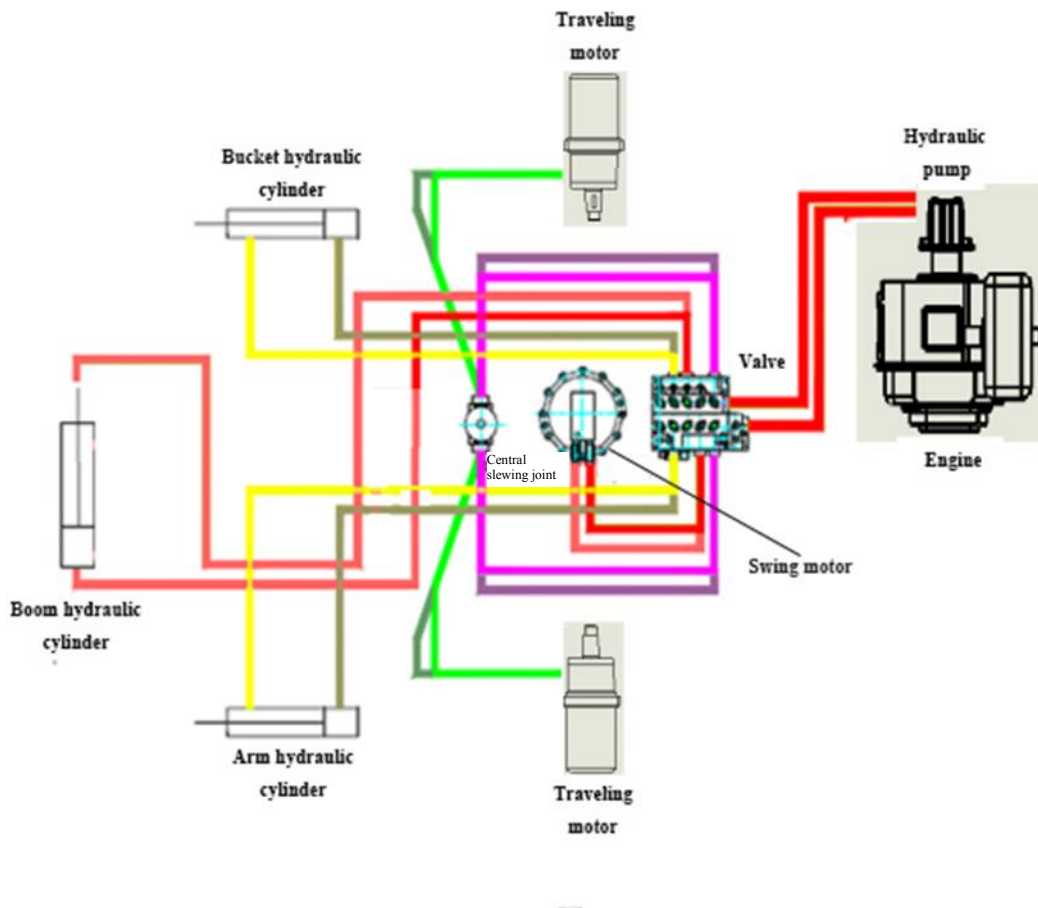 Traveling
motor
Hydraulic
pump
Bucket hydraulic
cylinder
Valve
Central
slewing joint
Engine
Swing motor
Boom hydraulic
cylinder
Arm hydraulic
cylinder
Traveling
motor